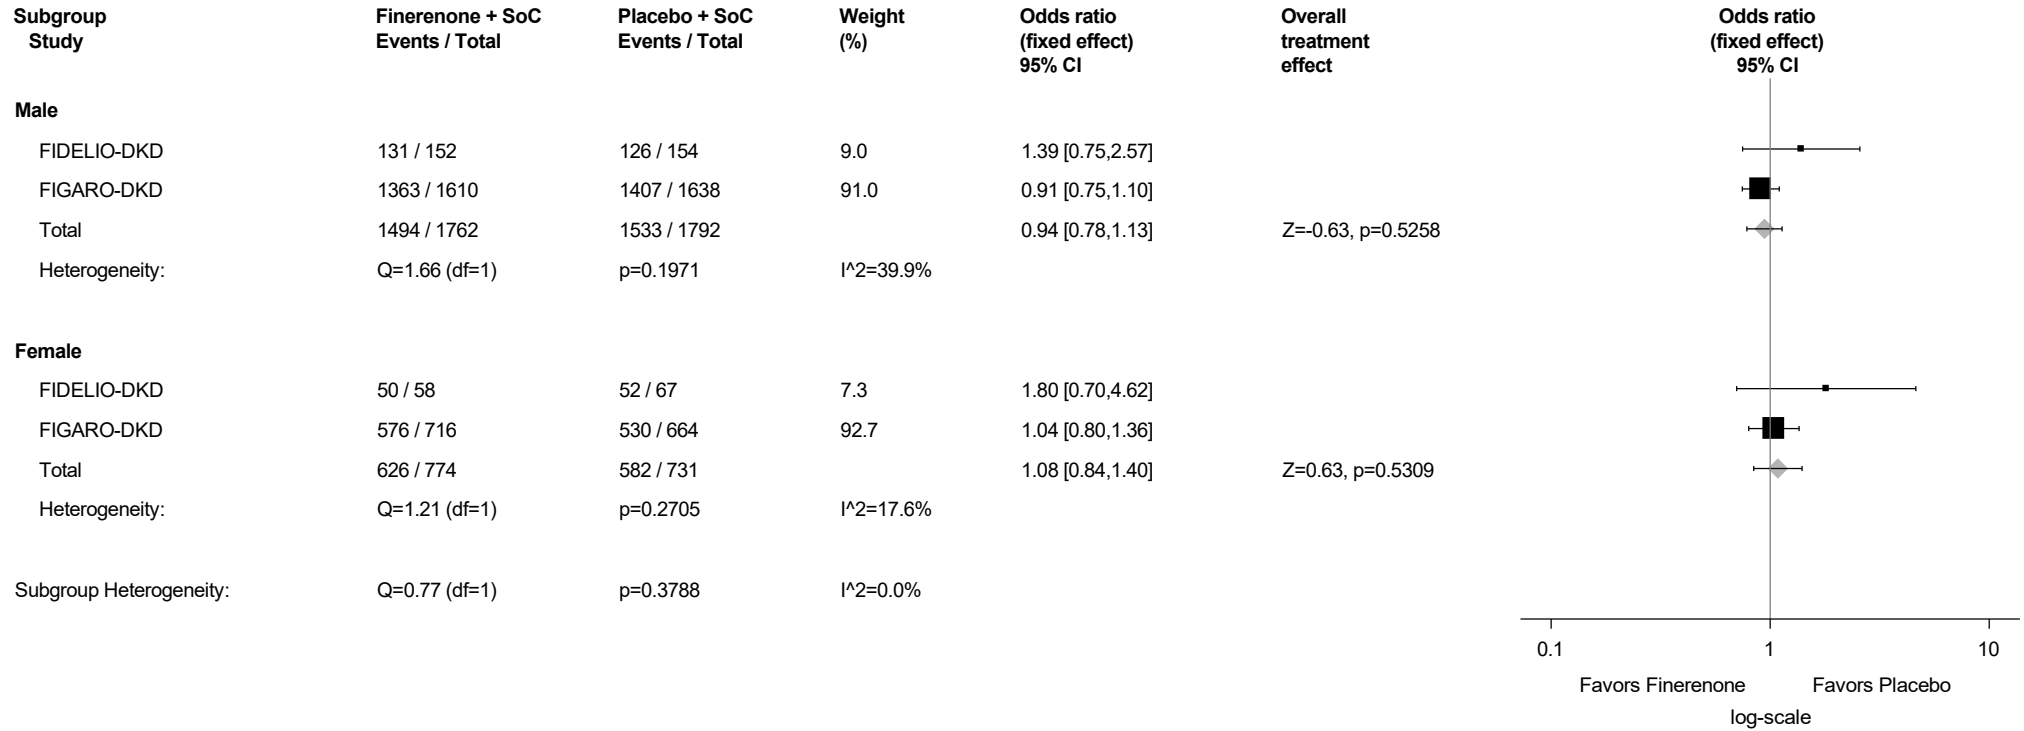 Subgroup Finerenone + SoC Placebo + SoC Weight Odds ratio Overall Odds ratio
Study Events / Total Events / Total (%) (fixed effect) treatment (fixed effect)
95% CI effect 95% CI
Male
FIDELIO-DKD 131 / 152 126 / 154 9.0 1.39 [0.75,2.57]
FIGARO-DKD 1363 / 1610 1407 / 1638 91.0 0.91 [0.75,1.10]
Total 1494 / 1762 1533 / 1792 0.94 [0.78,1.13] Z=-0.63, p=0.5258
Heterogeneity: Q=1.66 (df=1) p=0.1971 I^2=39.9%
Female
FIDELIO-DKD 50 / 58 52 / 67 7.3 1.80 [0.70,4.62]
FIGARO-DKD 576 / 716 530 / 664 92.7 1.04 [0.80,1.36]
Total 626 / 774 582 / 731 1.08 [0.84,1.40] Z=0.63, p=0.5309
Heterogeneity: Q=1.21 (df=1) p=0.2705 I^2=17.6%
Subgroup Heterogeneity: Q=0.77 (df=1) p=0.3788 I^2=0.0%
0.1 1 10
Favors Finerenone Favors Placebo
log-scale